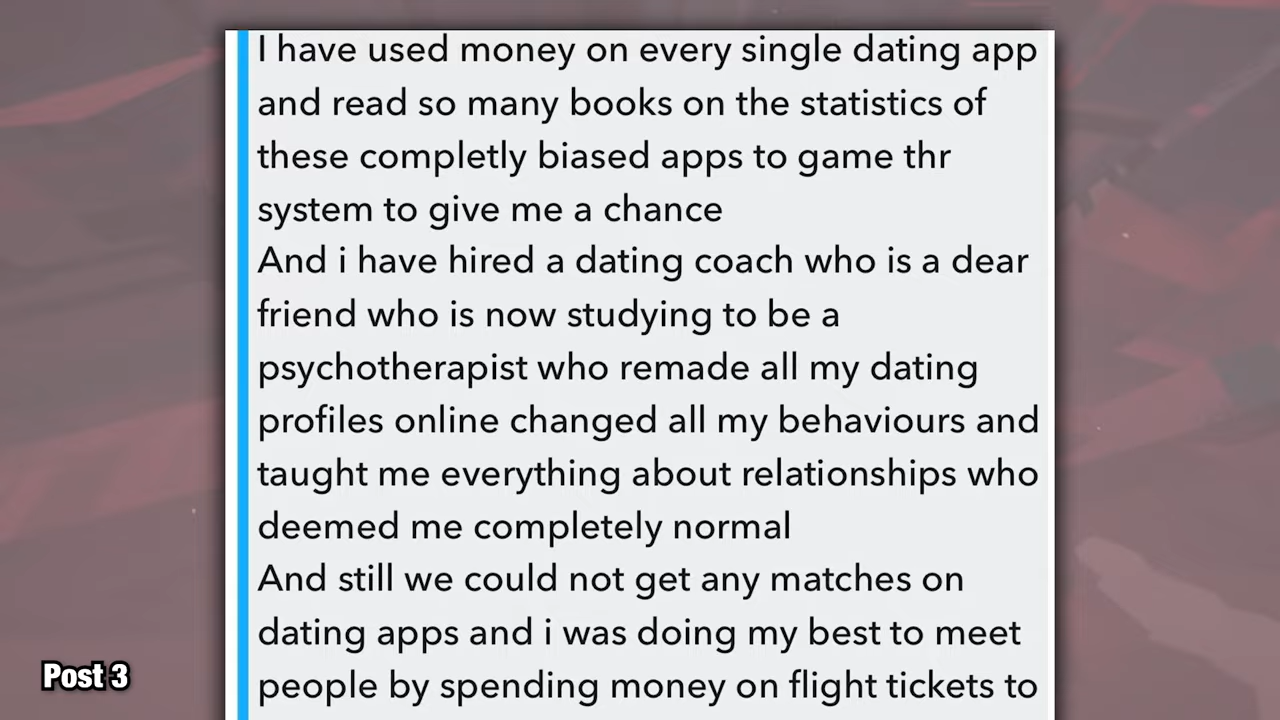 I have used money on every single dating app
and read so many books on the statistics of
these completly biased apps to game thr
system to give me a chance
And i have hired a dating coach who is a dear
friend who is now studying to be a
psychotherapist who remade all my dating
profiles online changed all my behaviours and
taught me everything about relationships who
deemed me completely normal
And still we could not get any matches on
dating apps and i was doing my best to meet
people by spending money on flight tickets to
Post 3